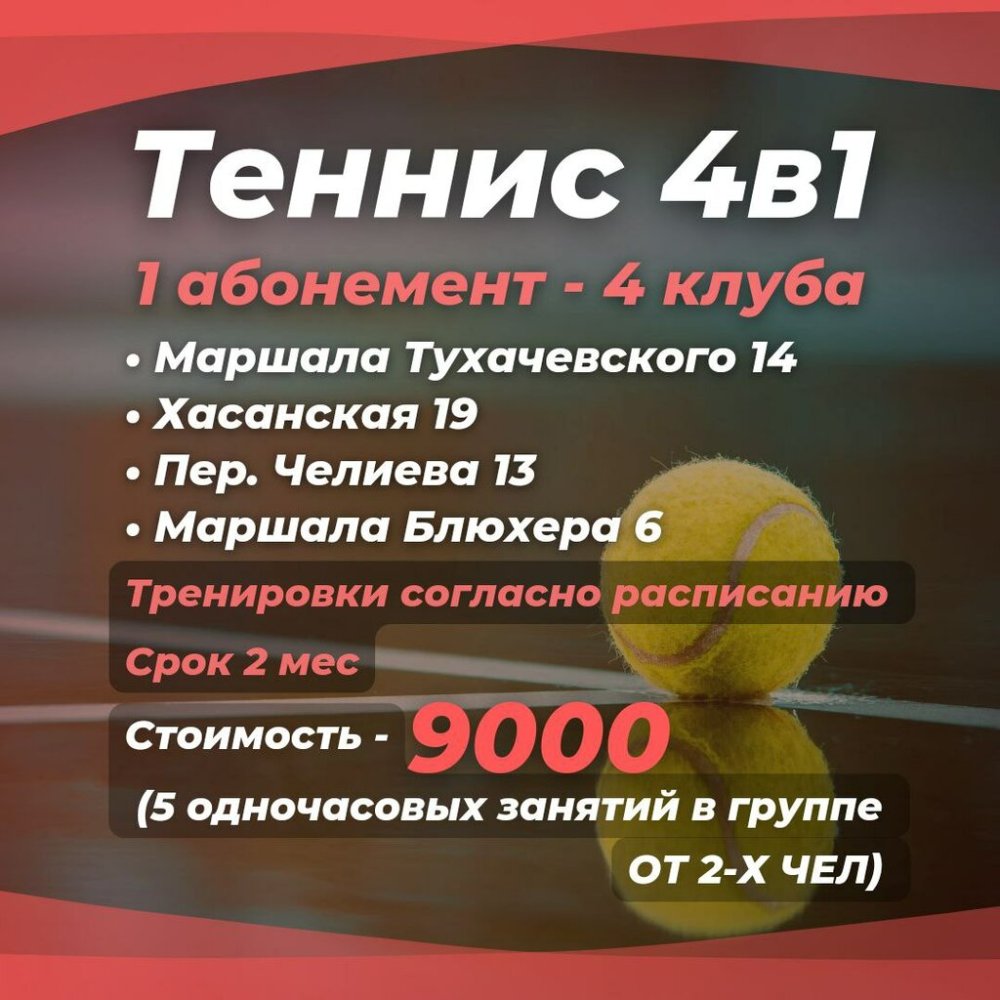 Теннис 4в1
1 абонемент - 4 клуба
• Маршала Тухачевского 14
• Хасанская 19
• Пер. Челиева 13
• Маршала Блюхера 6
Тренировки согласно расписанию
Срок 2 мес
Стоимость - 9000
(5 одночасовых занятий в группе
ОТ 2-Х ЧЕЛ)